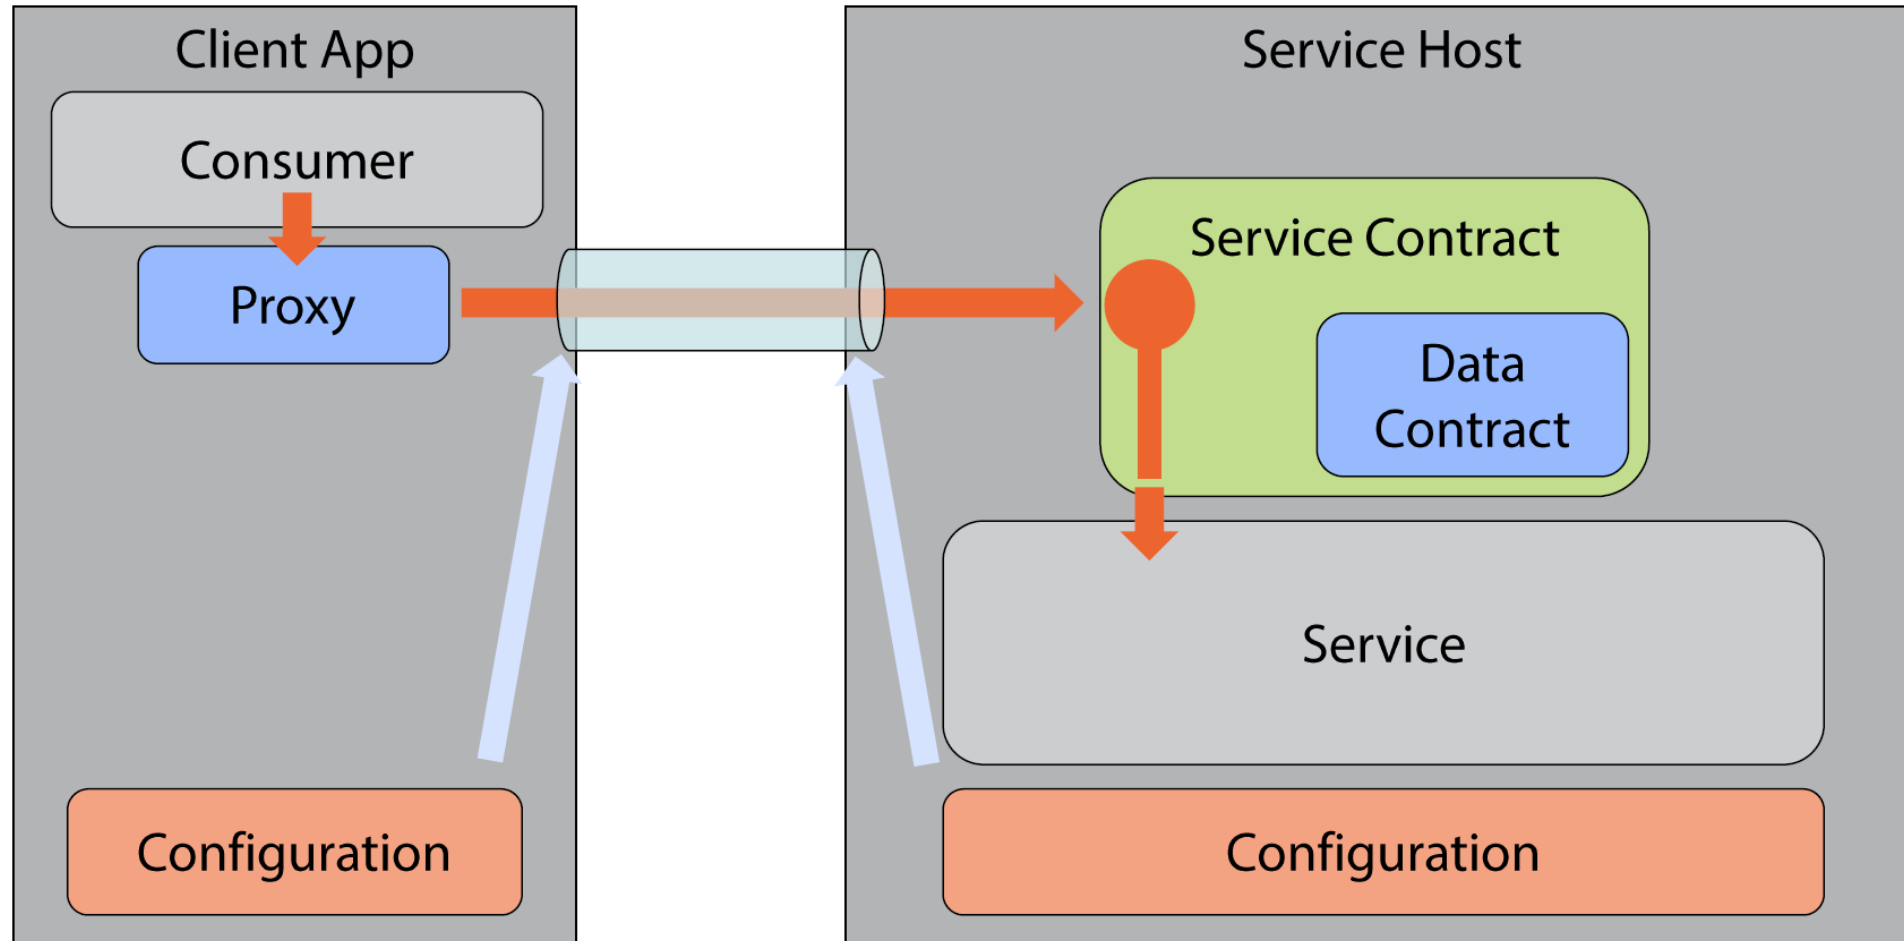 Client App
Consumer
Proxy
Configuration
Service Host
Service Contract
Data
Contract
Service
Configuration